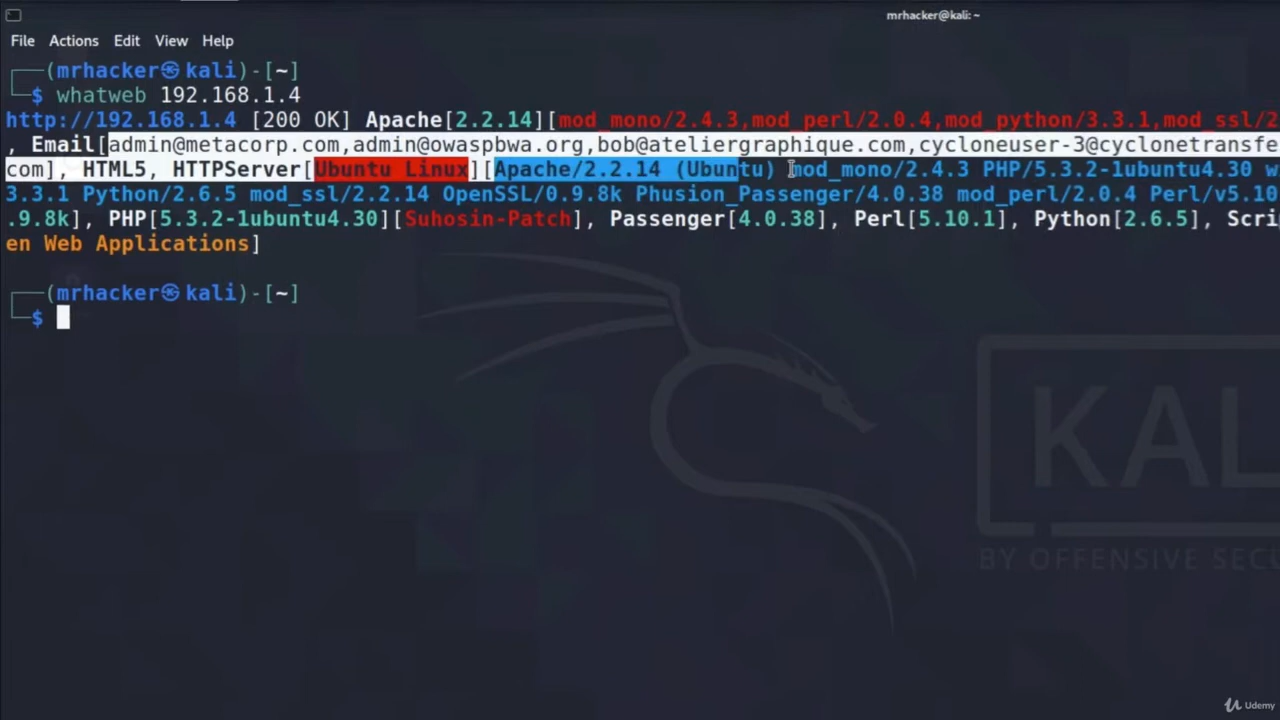 mrhacker@kali: ~
File Actions Edit View Help
(mrhacker㉿kali)-[~]
$ whatweb 192.168.1.4
http://192.168.1.4 [200 OK] Apache[2.2.14][mod_mono/2.4.3,mod_perl/2.0.4,mod_python/3.3.1,mod_ssl/2
, Email[admin@metacorp.com,admin@owaspbwa.org,bob@ateliergraphique.com,cycloneuser-3@cyclonetransfe
com], HTML5, HTTPServer[Ubuntu Linux][Apache/2.2.14 (Ubuntu) mod_mono/2.4.3 PHP/5.3.2-1ubuntu4.30 w
3.3.1 Python/2.6.5 mod_ssl/2.2.14 OpenSSL/0.9.8k Phusion_Passenger/4.0.38 mod_perl/2.0.4 Perl/v5.10
.9.8k], PHP[5.3.2-1ubuntu4.30][Suhosin-Patch], Passenger[4.0.38], Perl[5.10.1], Python[2.6.5], Scri
en Web Applications]
(mrhacker㉿kali)-[~]
$
KAL
BY OFFENSIVE SEC
Udemy